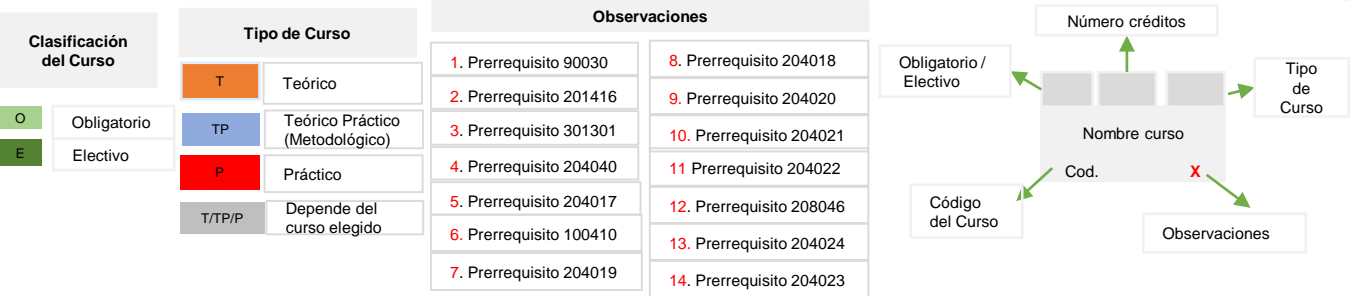 Clasificación
del Curso
O
Obligatorio
E
Electivo
Tipo de Curso
T
Teórico
TP
Teórico Práctico
(Metodológico)
P
Práctico
T/TP/P
Depende del
curso elegido
Observaciones
1. Prerrequisito 90030
2. Prerrequisito 201416
3. Prerrequisito 301301
4. Prerrequisito 204040
5. Prerrequisito 204017
6. Prerrequisito 100410
7. Prerrequisito 204019
8. Prerrequisito 204018
9. Prerrequisito 204020
10. Prerrequisito 204021
11 Prerrequisito 204022
12. Prerrequisito 208046
13. Prerrequisito 204024
14. Prerrequisito 204023
Número créditos
Obligatorio /
Electivo
Tipo
de
Curso
Nombre curso
Cod.
X
Código
del Curso
Observaciones